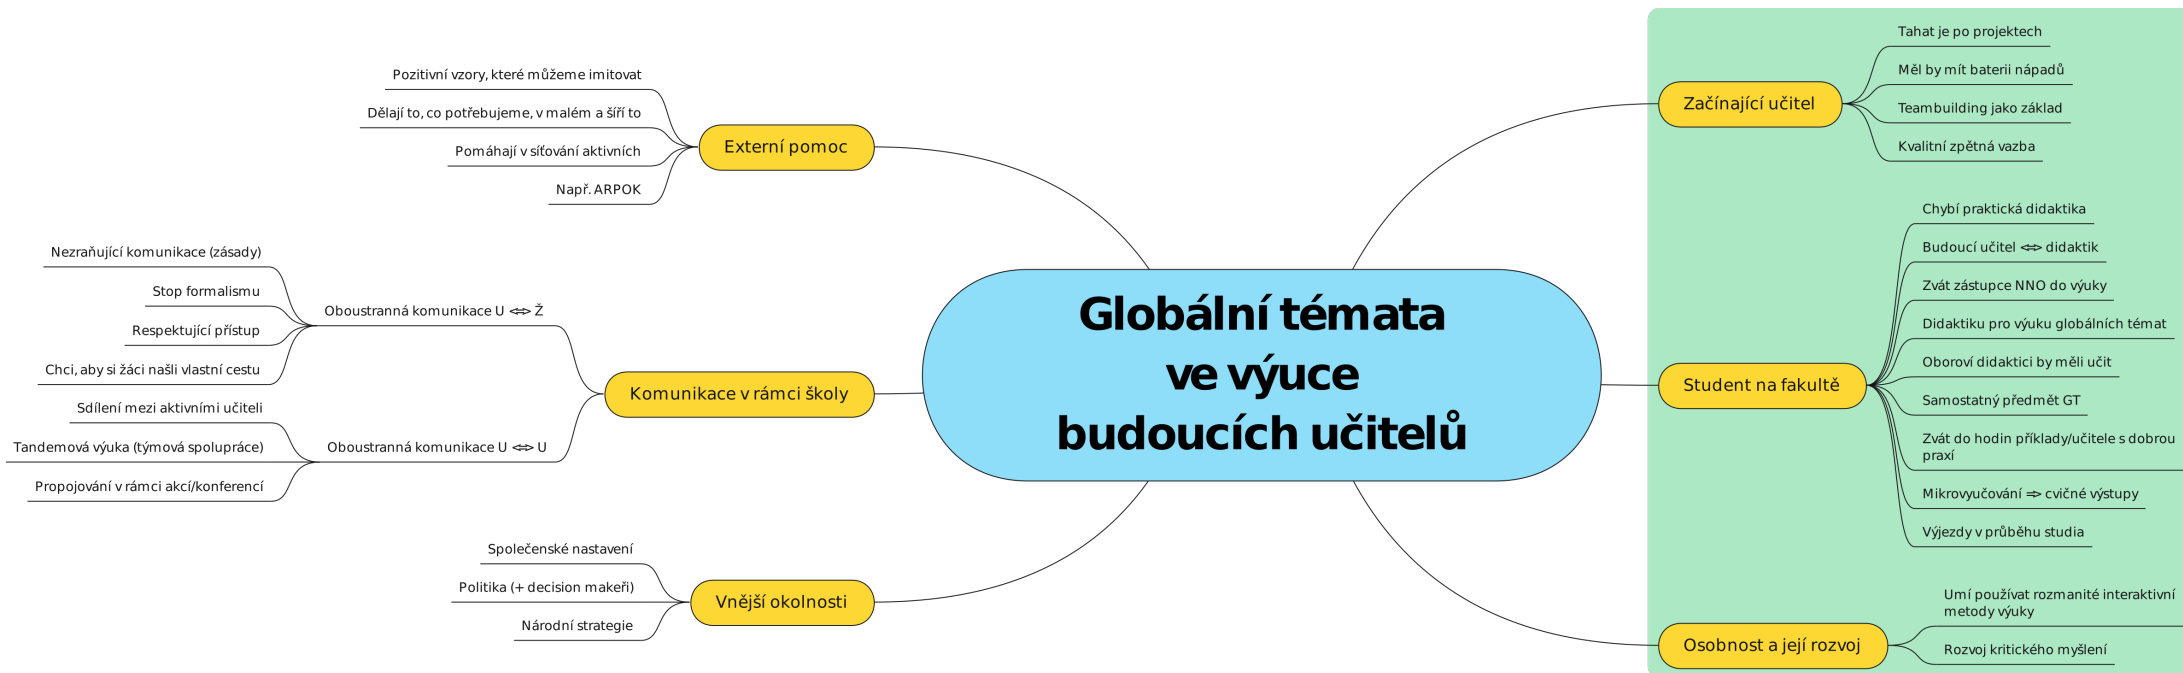 Globální témata
ve výuce
budoucích učitelů
Externí pomoc
Pozitivní vzory, které můžeme imitovat
Dělají to, co potřebujeme, v malém a šíří to
Pomáhají v síťování aktivních
Např. ARPOK
Komunikace v rámci školy
Oboustranná komunikace U <=> Ž
Nezraňující komunikace (zásady)
Stop formalismu
Respektující přístup
Chci, aby si žáci našli vlastní cestu
Oboustranná komunikace U <=> U
Sdílení mezi aktivními učiteli
Tandemová výuka (týmová spolupráce)
Propojování v rámci akcí/konferencí
Vnější okolnosti
Společenské nastavení
Politika (+ decision makeři)
Národní strategie
Začínající učitel
Tahat je po projektech
Měl by mít baterii nápadů
Teambuilding jako základ
Kvalitní zpětná vazba
Student na fakultě
Chybí praktická didaktika
Budoucí učitel <=> didaktik
Zvát zástupce NNO do výuky
Didaktiku pro výuku globálních témat
Oboroví didaktici by měli učit
Samostatný předmět GT
Zvát do hodin příklady/učitele s dobrou
praxí
Mikrovyučování => cvičné výstupy
Výjezdy v průběhu studia
Osobnost a její rozvoj
Umí používat rozmanité interaktivní
metody výuky
Rozvoj kritického myšlení